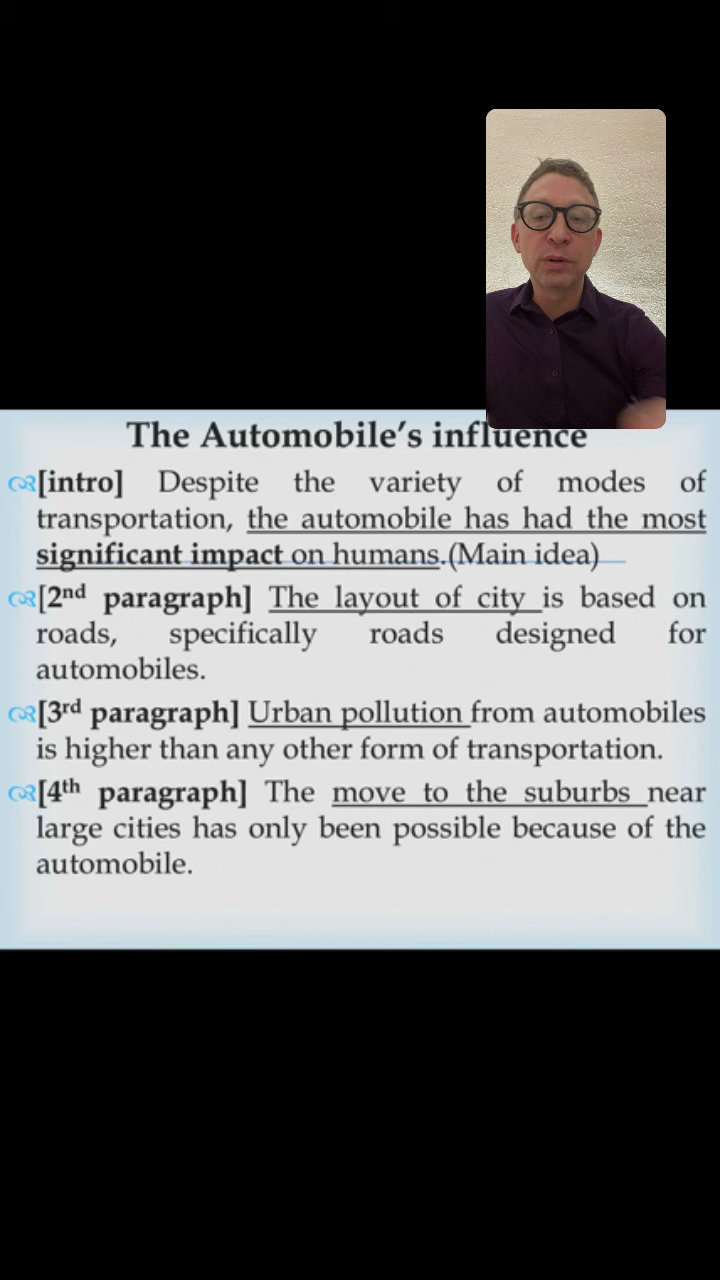 The Automobile's influence
[intro] Despite the variety of modes of
transportation, the automobile has had the most
significant impact on humans.(Main idea)
[2nd paragraph] The layout of city is based on
roads, specifically roads designed for
automobiles.
[3rd paragraph] Urban pollution from automobiles
is higher than any other form of transportation.
[4th paragraph] The move to the suburbs near
large cities has only been possible because of the
automobile.